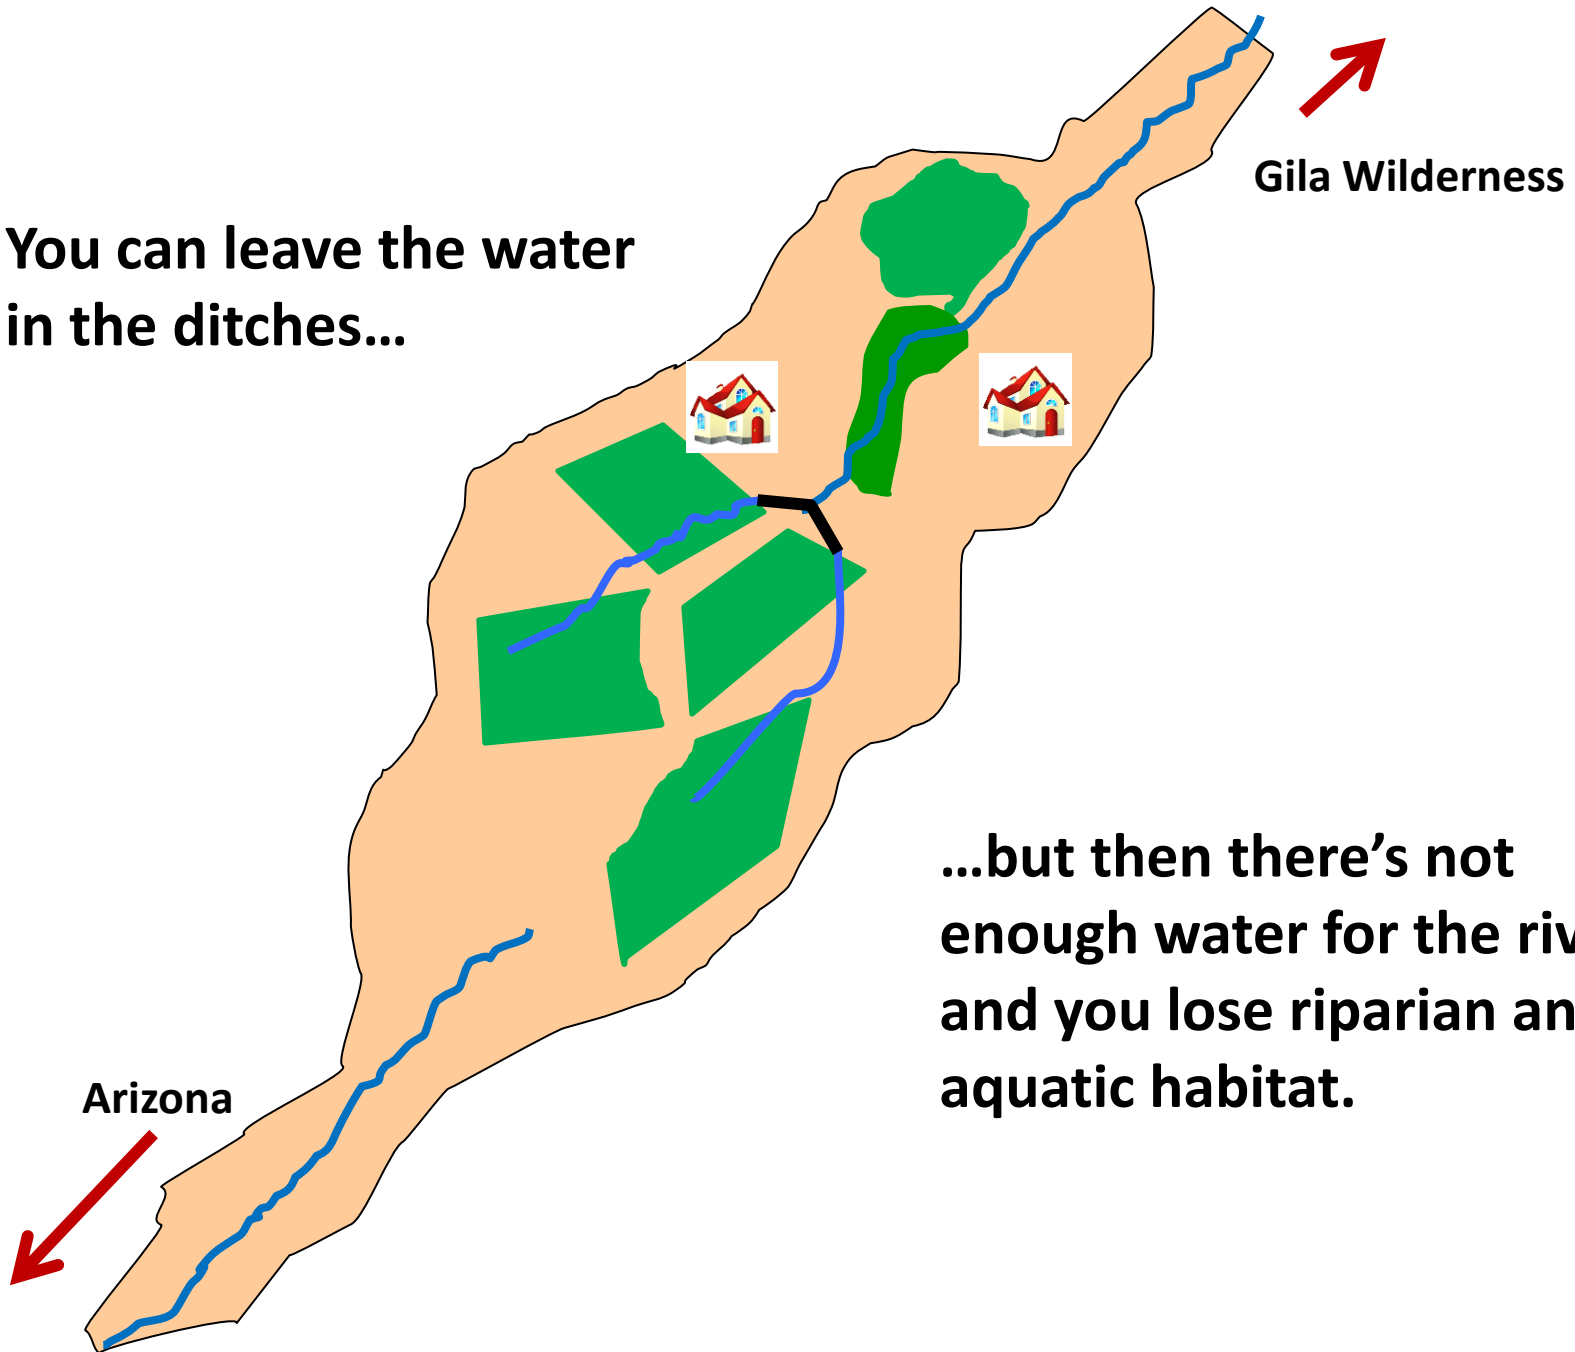 Gila Wilderness
You can leave the water
in the ditches…
…but then there’s not
enough water for the riv
and you lose riparian an
aquatic habitat.
Arizona